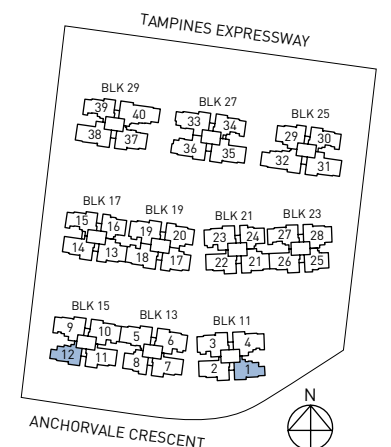 TAMPINES EXPRESSWAY
BLK 29
39 40
38 37
BLK 27
33 34
36 35
BLK 25
29 30
32 31
BLK 17
15 16
14 13
BLK 19
19 20
18 17
BLK 21
23 24
22 21
BLK 23
27 28
26 25
BLK 15
9 10
12 11
BLK 13
5 6
8 7
BLK 11
3 4
2 1
ANCHORVALE CRESCENT
N